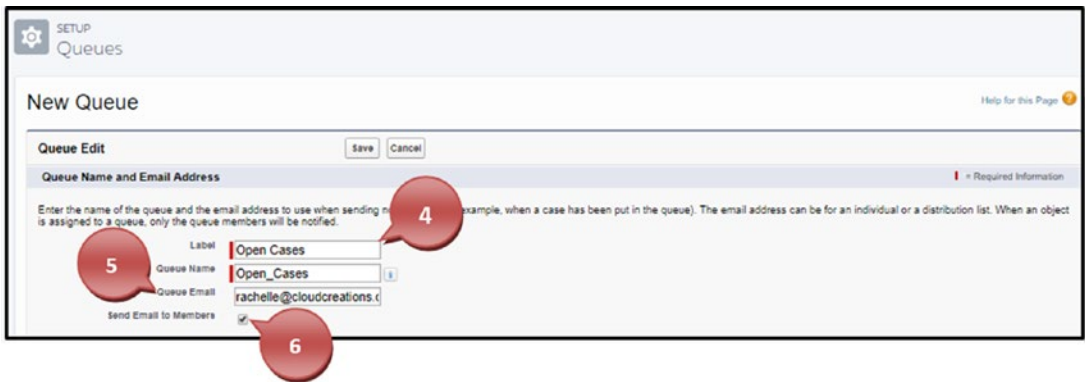 SETUP
Queues
New Queue
Help for this Page ?
Queue Edit Save Cancel
Queue Name and Email Address = Required Information
Enter the name of the queue and the email address to use when sending example, when a case has been put in the queue). The email address can be for an individual or a distribution list. When an object
is assigned to a queue, only the queue members will be notified.
4
Label Open Cases
5
Queue Name Open_Cases i
Queue Email rachelle@cloudcreations.c
Send Email to Members
6